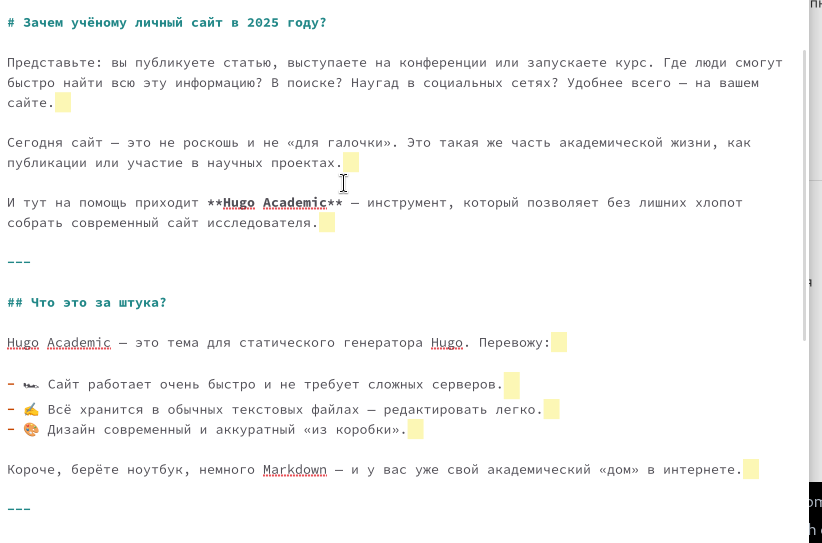 # Зачем учёному личный сайт в 2025 году?
Представьте: вы публикуете статью, выступаете на конференции или запускаете курс. Где люди смогут
быстро найти всю эту информацию? В поиске? Наугад в социальных сетях? Удобнее всего — на вашем
сайте.
Сегодня сайт — это не роскошь и не «для галочки». Это такая же часть академической жизни, как
публикации или участие в научных проектах.
И тут на помощь приходит **Hugo Academic** — инструмент, который позволяет без лишних хлопот
собрать современный сайт исследователя.
---
## Что это за штука?
Hugo Academic — это тема для статического генератора Hugo. Перевожу:
- 🏎 Сайт работает очень быстро и не требует сложных серверов.
- ✍️ Всё хранится в обычных текстовых файлах — редактировать легко.
- 🎨 Дизайн современный и аккуратный «из коробки».
Короче, берёте ноутбук, немного Markdown — и у вас уже свой академический «дом» в интернете.
---